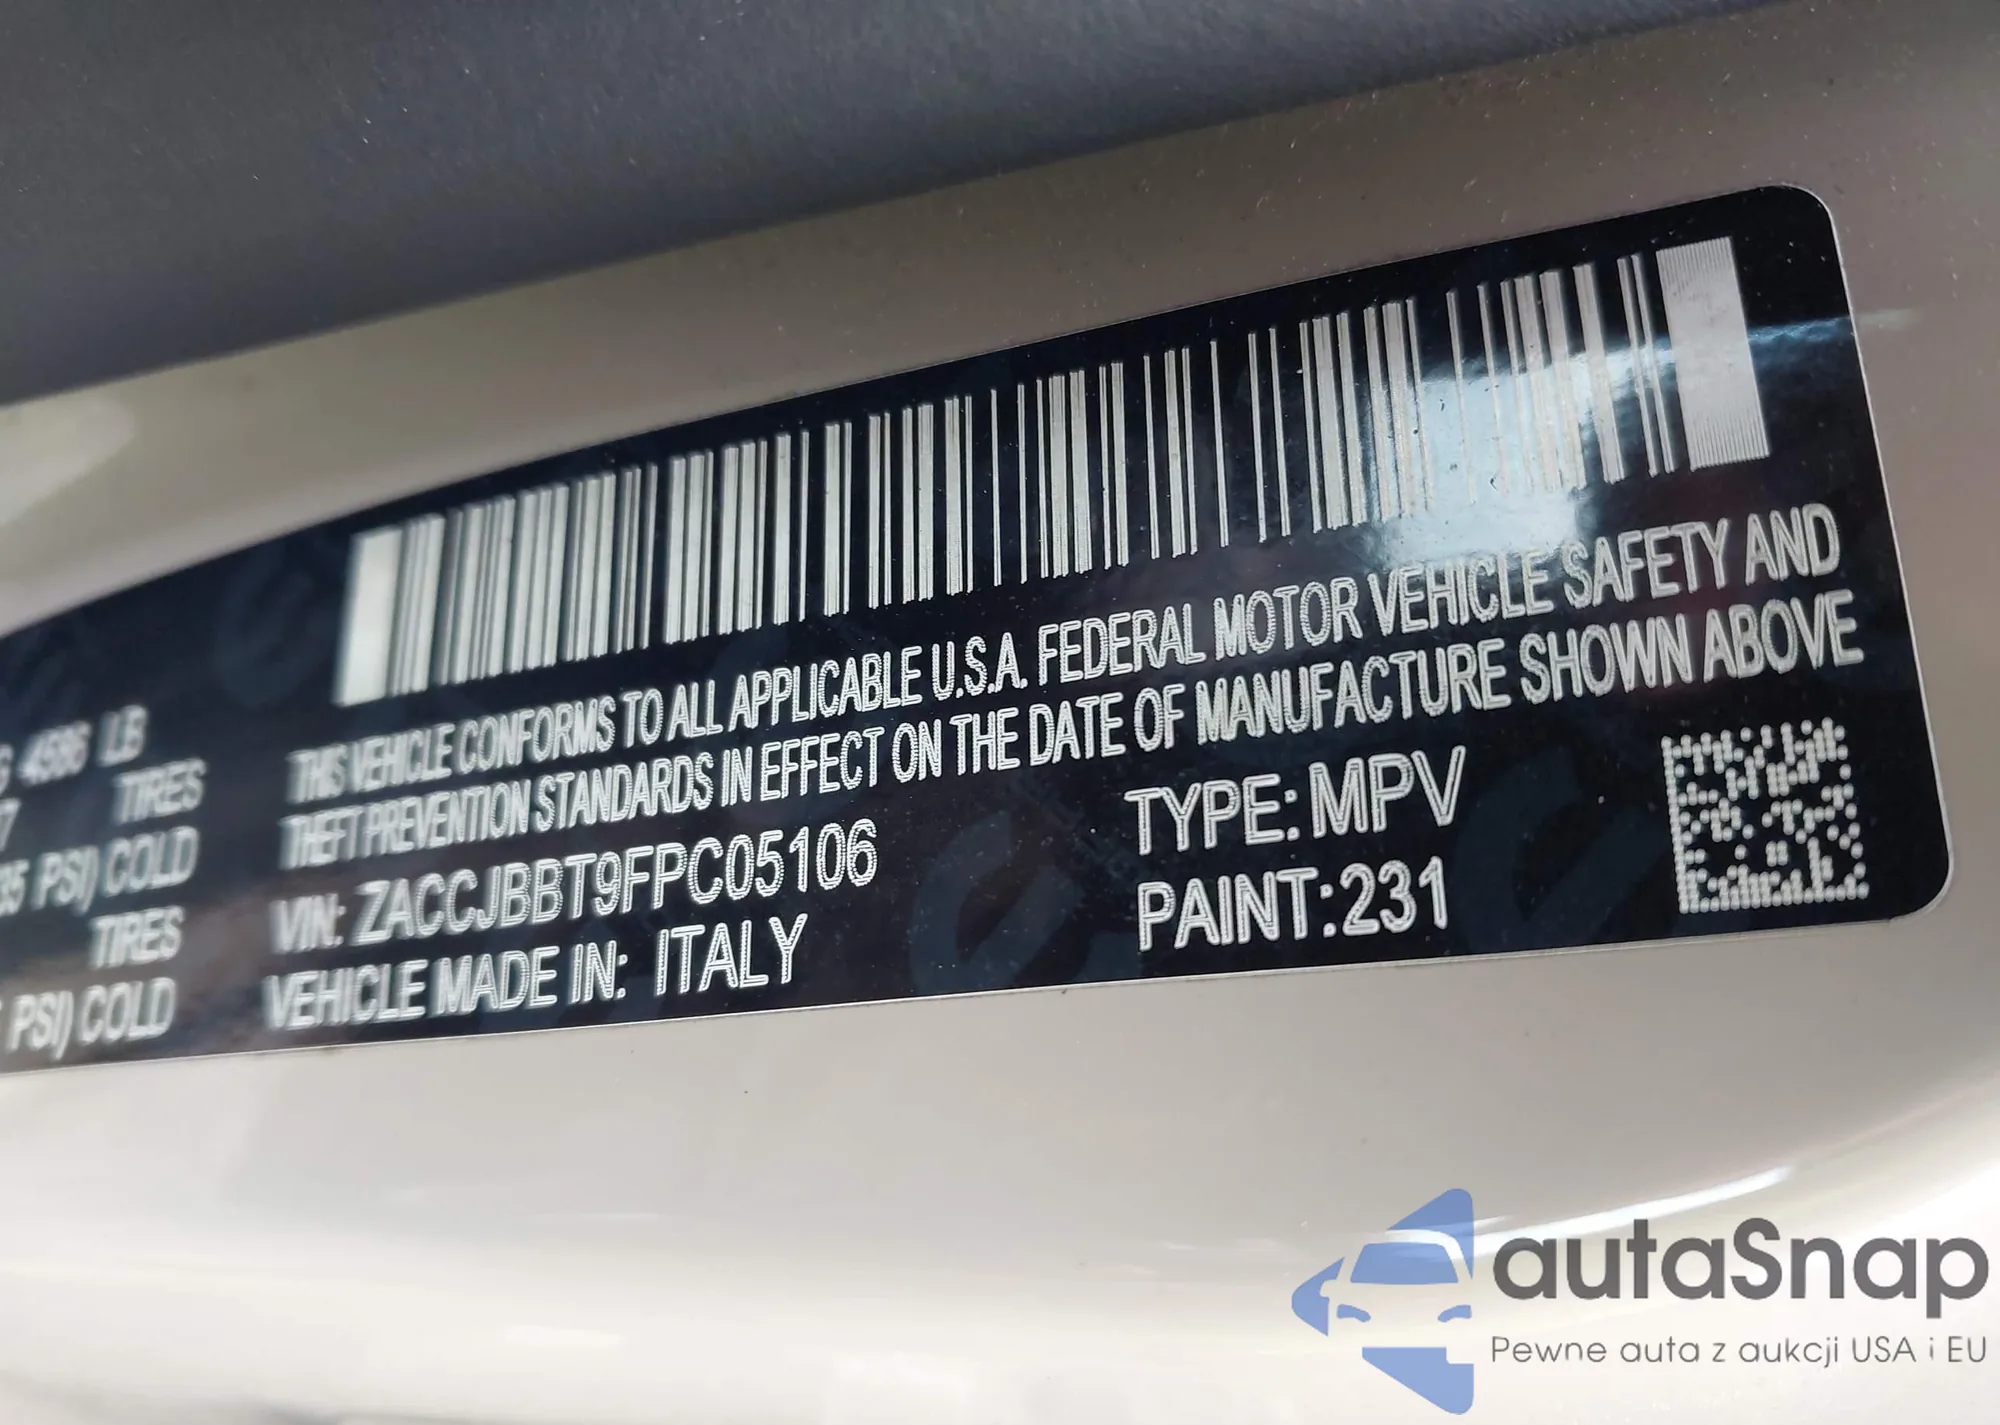 4586 LB
TIRES
35 PSI) COLD
TIRES
PSI) COLD
THIS VEHICLE CONFORMS TO ALL APPLICABLE U.S.A. FEDERAL MOTOR VEHICLE SAFETY AND
THEFT PREVENTION STANDARDS IN EFFECT ON THE DATE OF MANUFACTURE SHOWN ABOVE
VIN: ZACCJBBT9FPC05106
TYPE: MPV
VEHICLE MADE IN: ITALY
PAINT: 231
autaSnap
Pewne auta z aukcji USA i EU